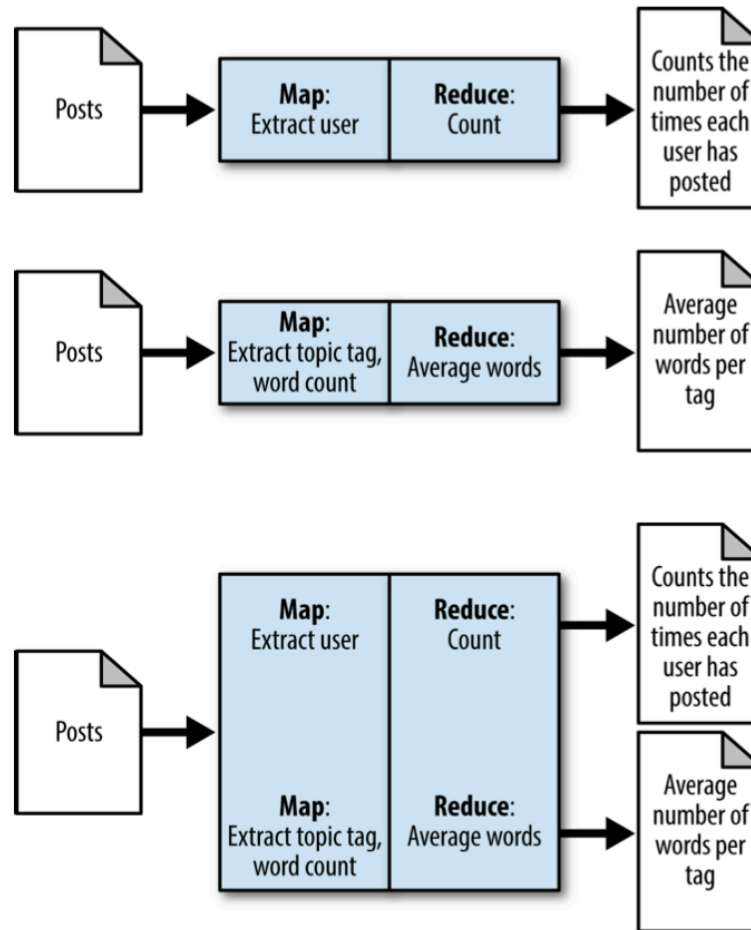 Posts
Map:
Extract user
Reduce:
Count
Counts the
number of
times each
user has
posted
Posts
Map:
Extract topic tag,
word count
Reduce:
Average words
Average
number of
words per
tag
Posts
Map:
Extract user
Reduce:
Count
Counts the
number of
times each
user has
posted
Map:
Extract topic tag,
word count
Reduce:
Average words
Average
number of
words per
tag